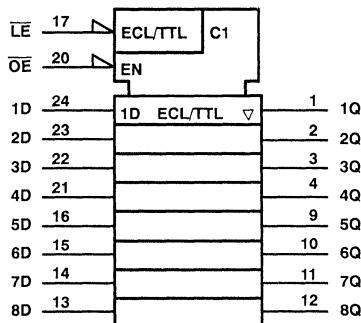 LE 17 ECL/TTL C1
OE 20 EN
1D 24 1D ECL/TTL ▽ 1 1Q
2D 23 2 2Q
3D 22 3 3Q
4D 21 4 4Q
5D 16 9 5Q
6D 15 10 6Q
7D 14 11 7Q
8D 13 12 8Q